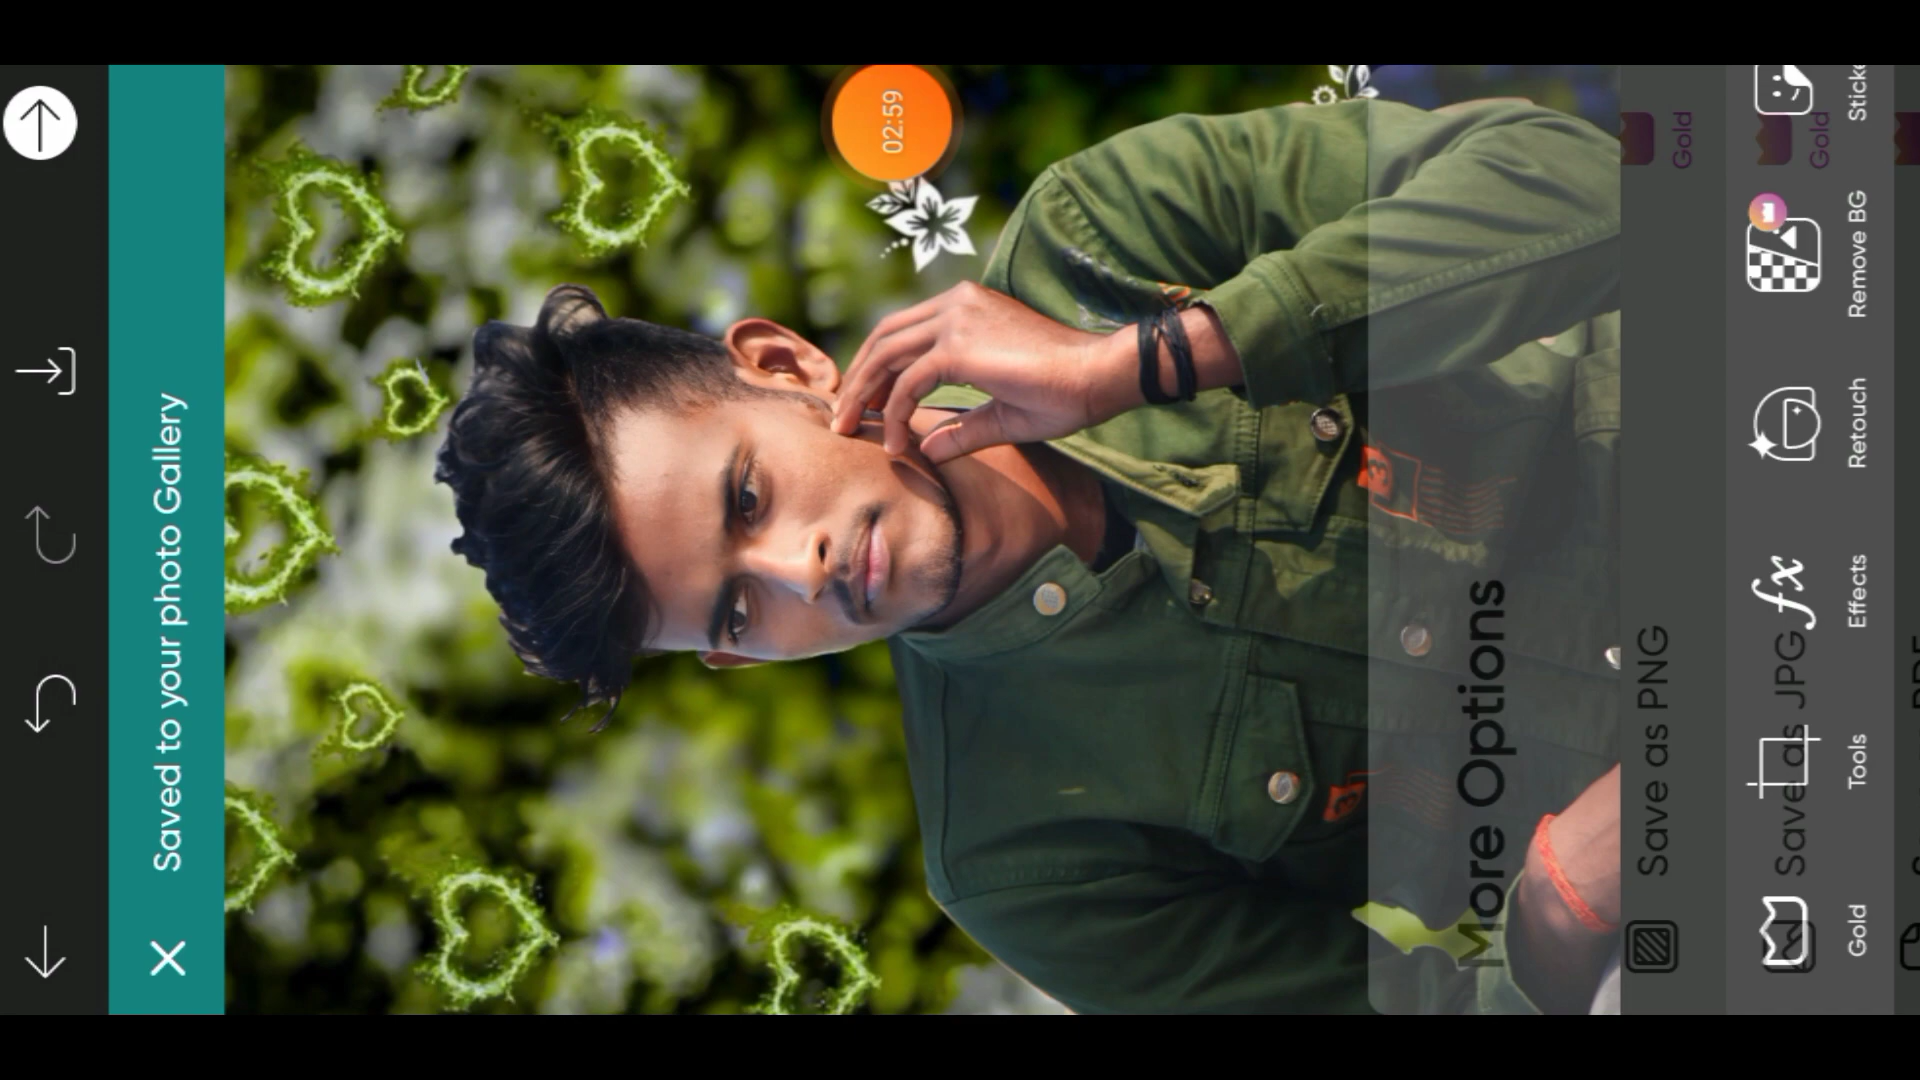 Saved to your photo Gallery
02:59
More Options
Save as PNG
Gold
Save as JPG
Gold
Gold
Tools
Effects
Retouch
Remove BG